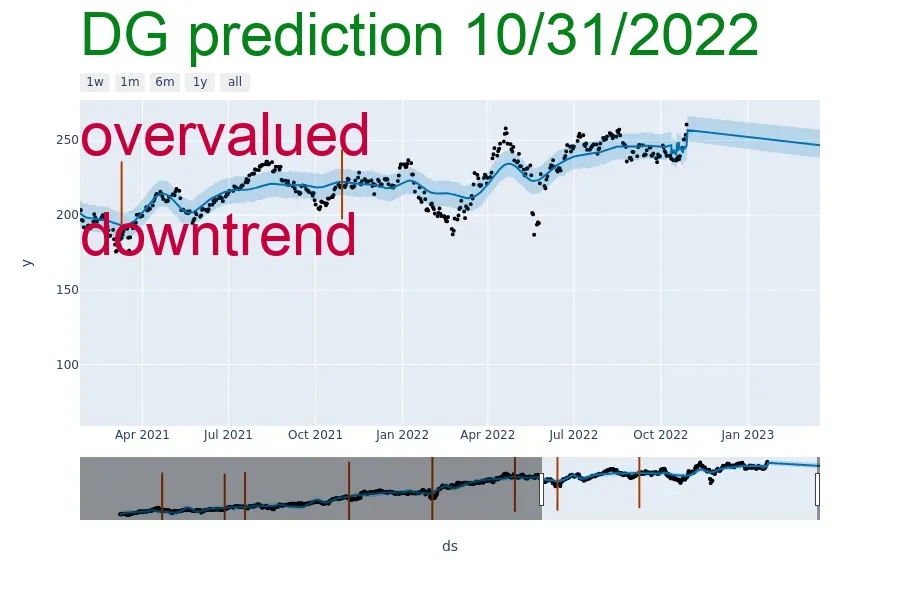 DG prediction 10/31/2022
1w 1m 6m 1y all
overvalued
downtrend
250
200
150
100
y
Apr 2021 Jul 2021 Oct 2021 Jan 2022 Apr 2022 Jul 2022 Oct 2022 Jan 2023
ds